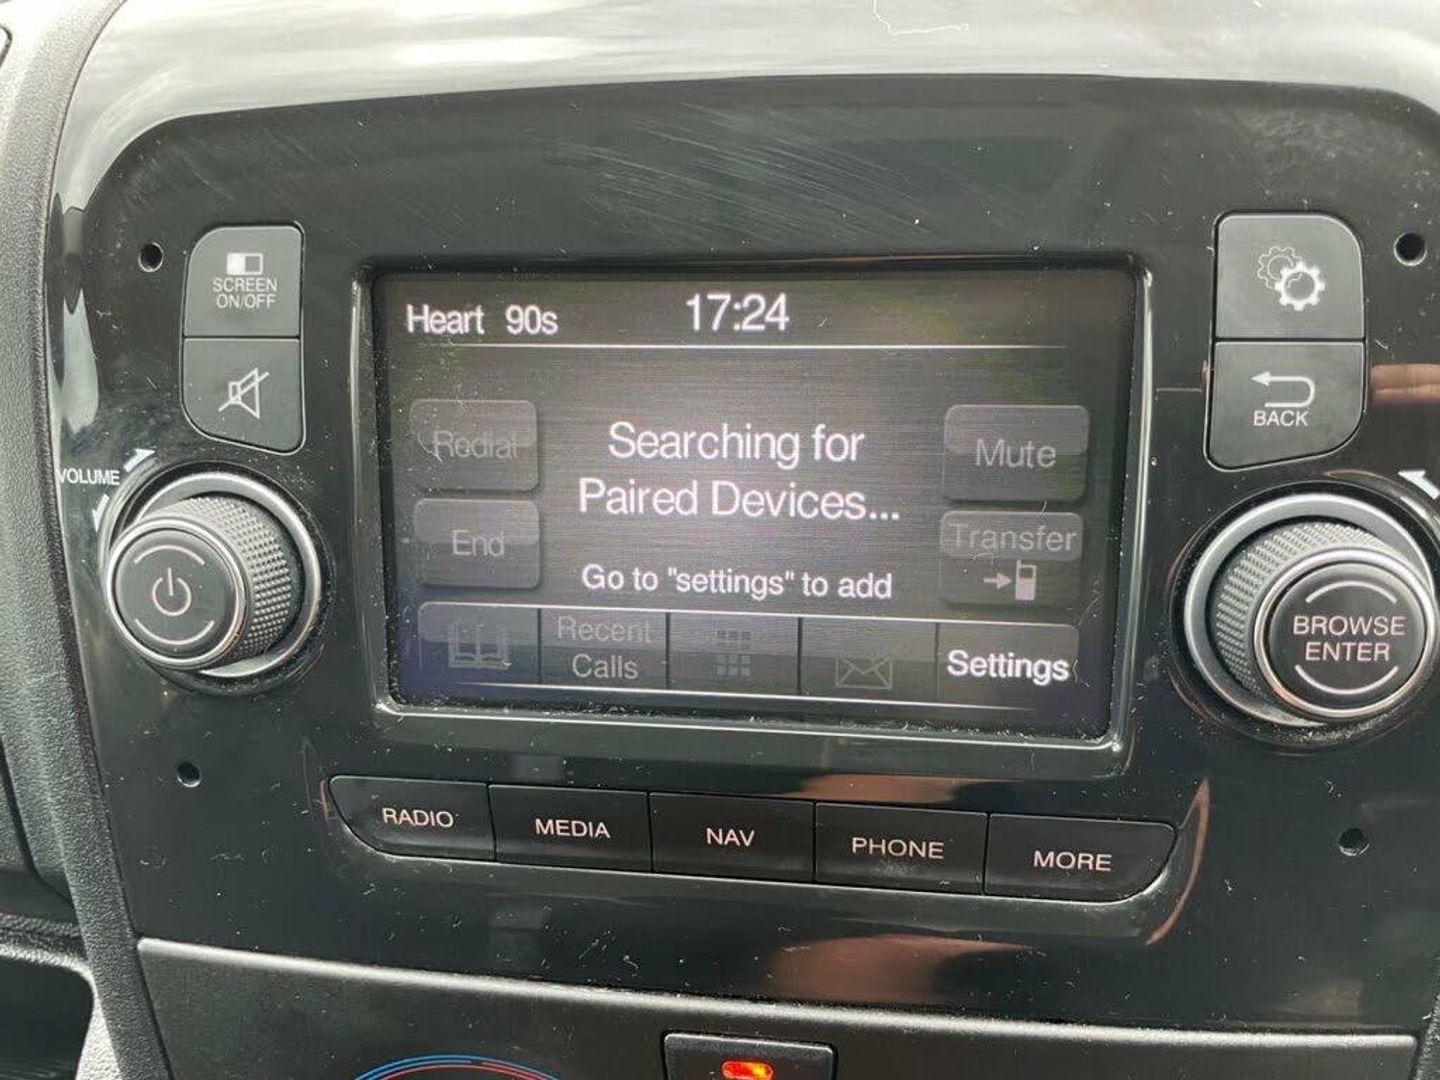 SCREEN
ON/OFF
VOLUME
Heart 90s
17:24
Redial
Searching for
Paired Devices...
Mute
End
Transfer
Go to "settings" to add
Recent
Calls
Settings
BACK
BROWSE
ENTER
RADIO
MEDIA
NAV
PHONE
MORE